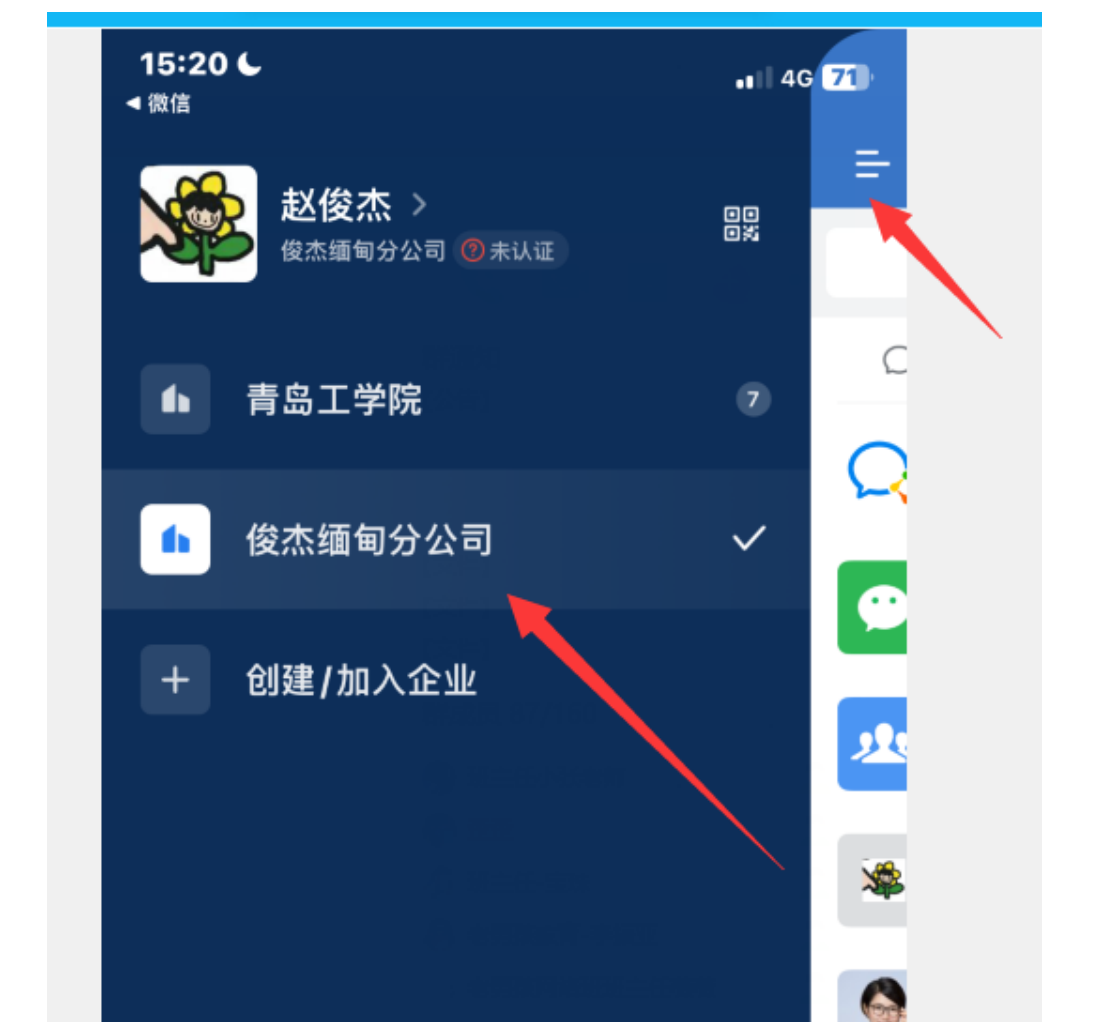 15:20
4G 71
微信
赵俊杰
俊杰缅甸分公司 未认证
青岛工学院 7
俊杰缅甸分公司
创建/加入企业